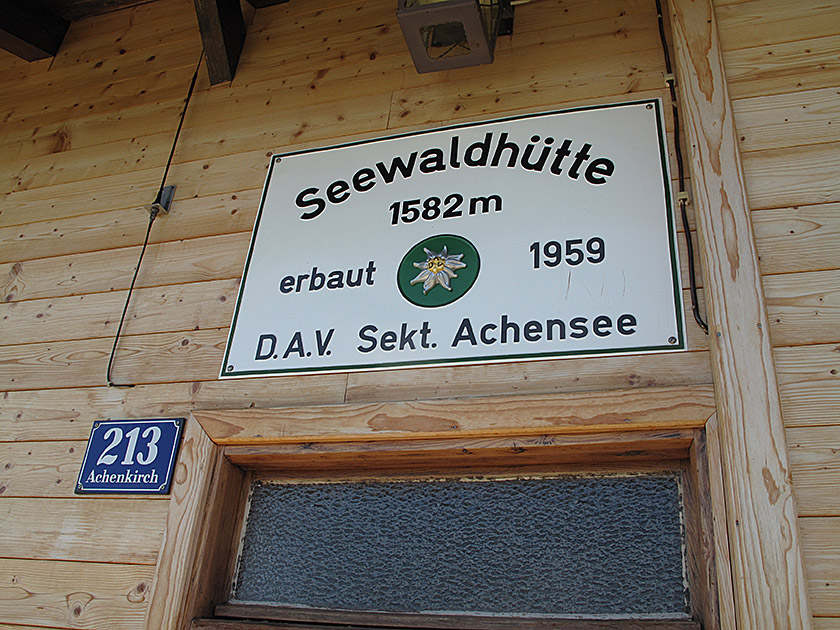 Seewaldhütte
1582 m
erbaut 1959
D.A.V. Sekt. Achensee
213
Achenkirch